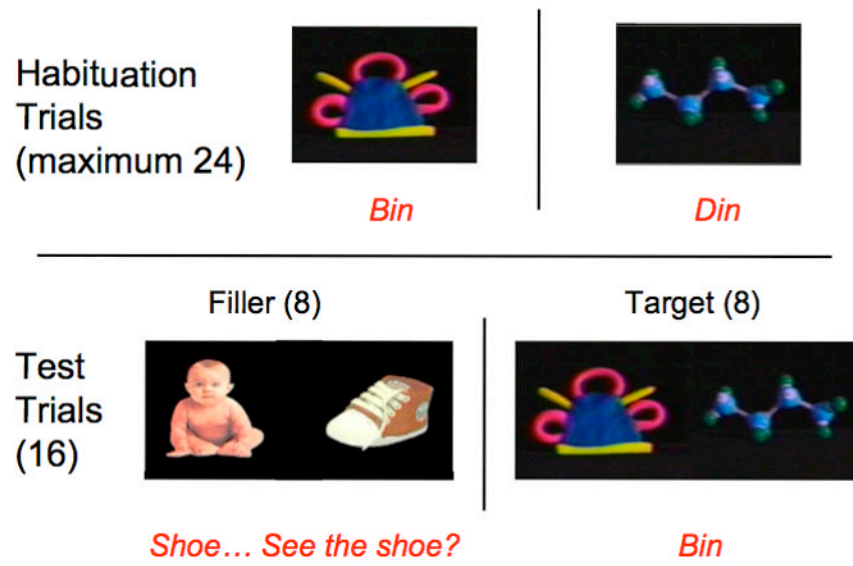 Habituation
Trials
(maximum 24)
Bin
Din
Filler (8)
Target (8)
Test
Trials
(16)
Shoe... See the shoe?
Bin